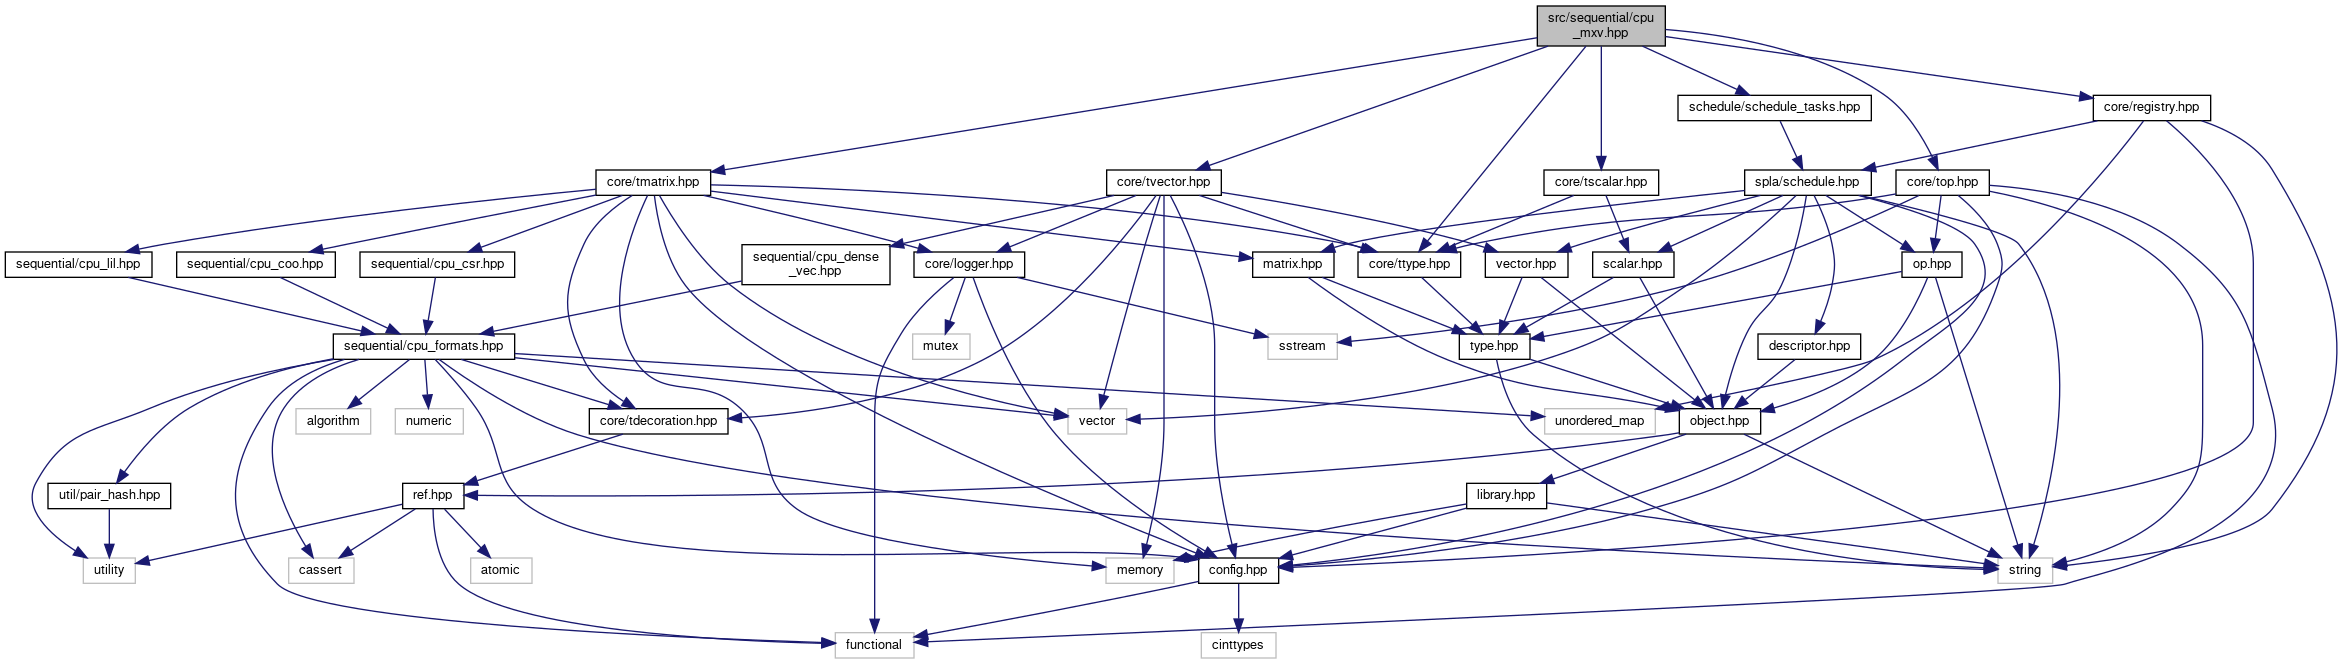 src/sequential/cpu
_mxv.hpp
schedule/schedule_tasks.hpp
core/registry.hpp
core/tmatrix.hpp
core/tvector.hpp
core/tscalar.hpp
spla/schedule.hpp
core/top.hpp
sequential/cpu_lil.hpp
sequential/cpu_coo.hpp
sequential/cpu_csr.hpp
sequential/cpu_dense
_vec.hpp
core/logger.hpp
matrix.hpp
core/ttype.hpp
vector.hpp
scalar.hpp
op.hpp
sequential/cpu_formats.hpp
mutex
sstream
type.hpp
descriptor.hpp
algorithm
numeric
core/tdecoration.hpp
vector
unordered_map
object.hpp
util/pair_hash.hpp
ref.hpp
library.hpp
utility
cassert
atomic
memory
config.hpp
string
functional
cinttypes